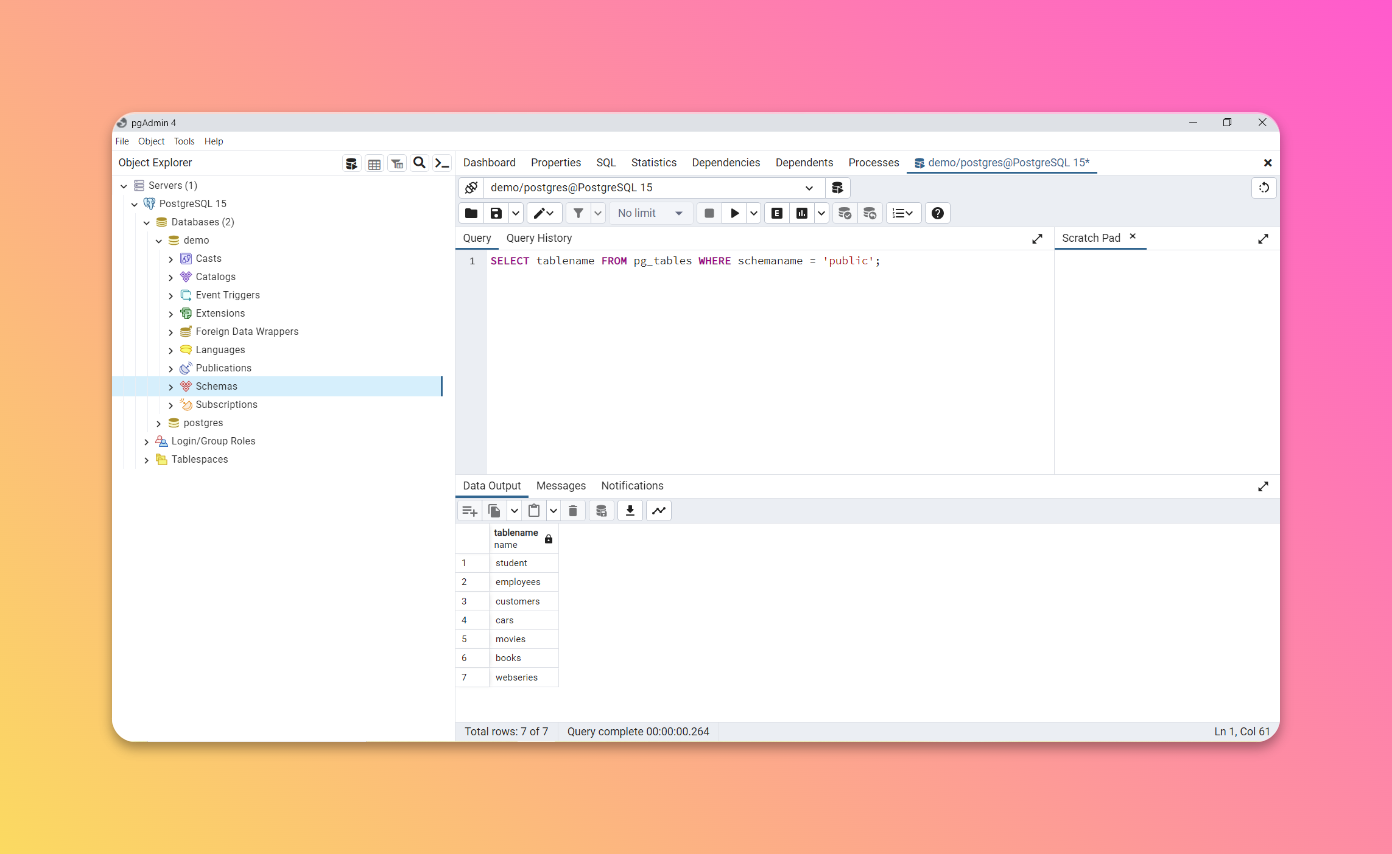 pgAdmin 4
File Object Tools Help
Object Explorer
Servers (1)
PostgreSQL 15
Databases (2)
demo
Casts
Catalogs
Event Triggers
Extensions
Foreign Data Wrappers
Languages
Publications
Schemas
Subscriptions
postgres
Login/Group Roles
Tablespaces
Dashboard Properties SQL Statistics Dependencies Dependents Processes demo/postgres@PostgreSQL 15*
demo/postgres@PostgreSQL 15
No limit
E
Query Query History
Scratch Pad
1 SELECT tablename FROM pg_tables WHERE schemaname = 'public';
Data Output Messages Notifications
tablename
name
1 student
2 employees
3 customers
4 cars
5 movies
6 books
7 webseries
Total rows: 7 of 7 Query complete 00:00:00.264 Ln 1, Col 61